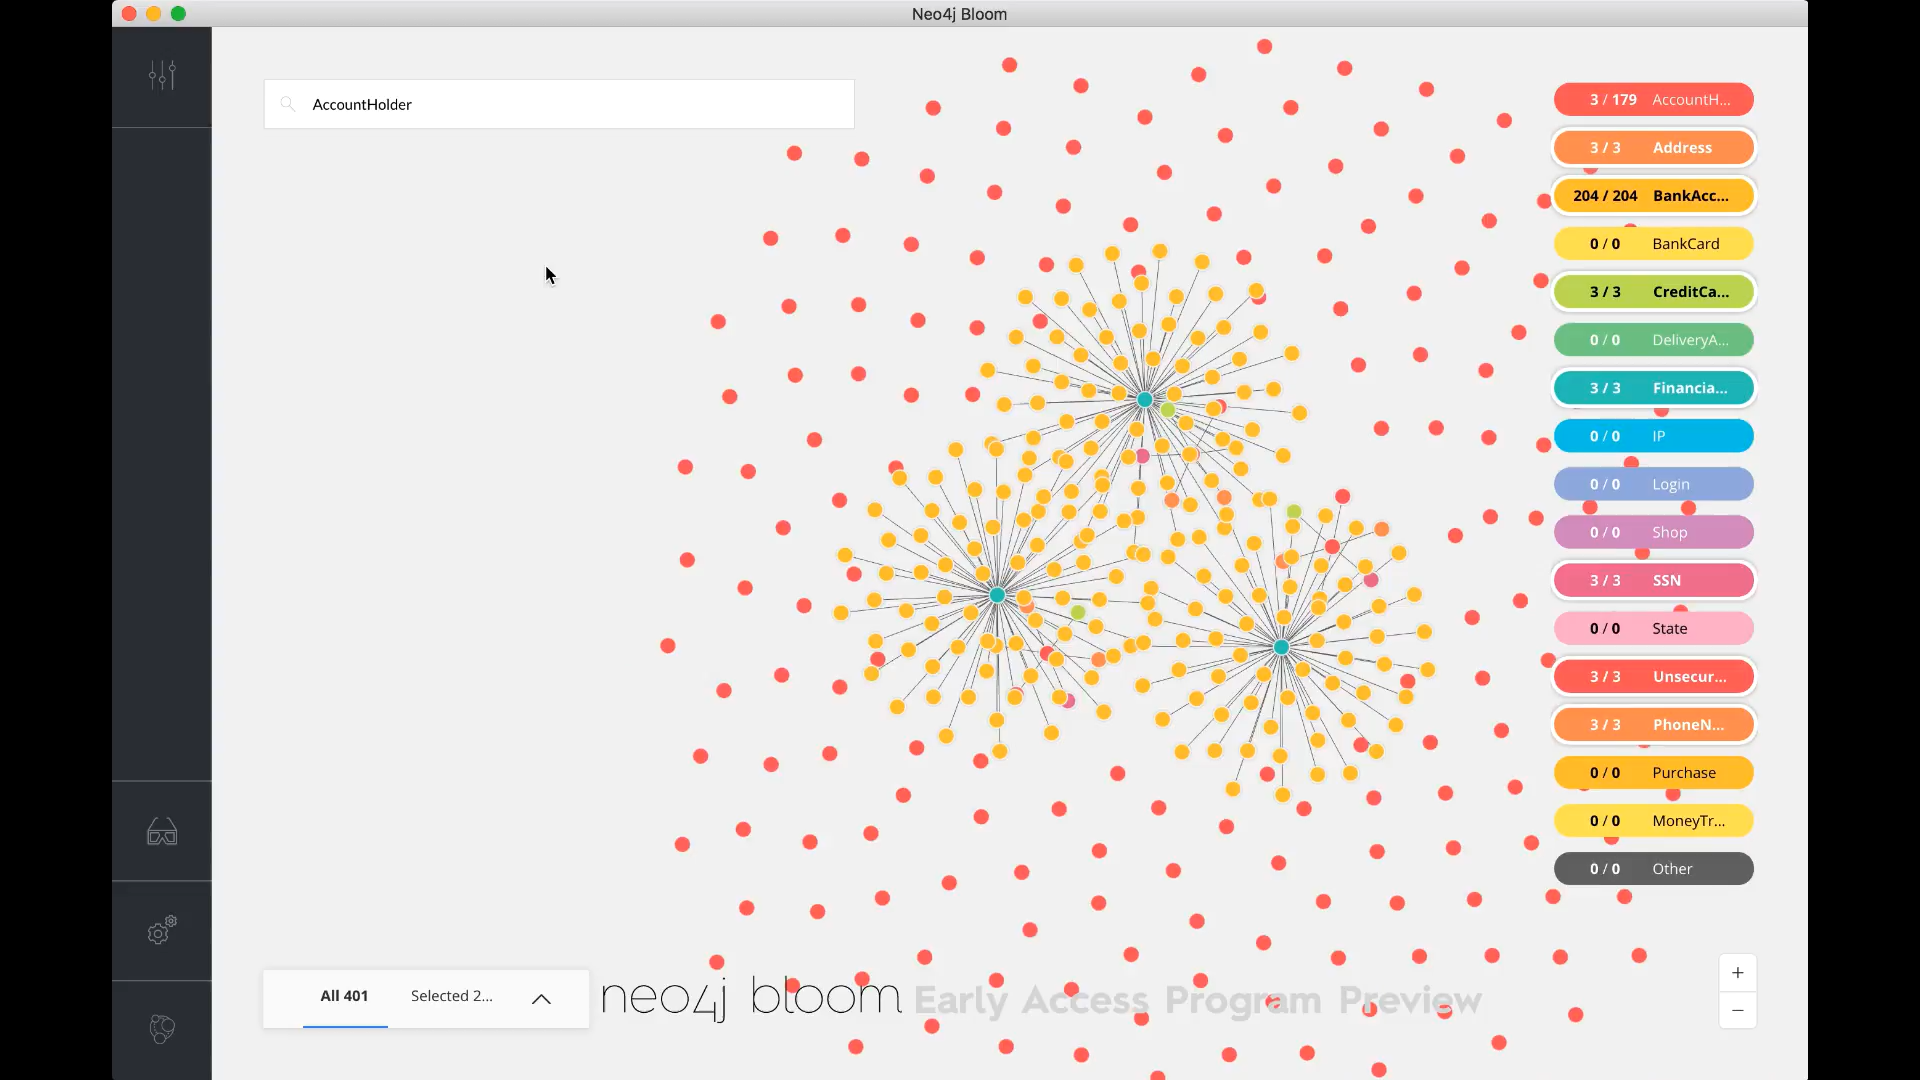 Neo4j Bloom
AccountHolder
3 / 179 AccountH...
3 / 3 Address
204 / 204 BankAcc...
0 / 0 BankCard
3 / 3 CreditCa...
0 / 0 DeliveryA...
3 / 3 Financia...
0 / 0 IP
0 / 0 Login
0 / 0 Shop
3 / 3 SSN
0 / 0 State
3 / 3 Unsecur...
3 / 3 PhoneN...
0 / 0 Purchase
0 / 0 MoneyTr...
0 / 0 Other
All 401 Selected 2...
neo4j bloom Early Access Program Preview